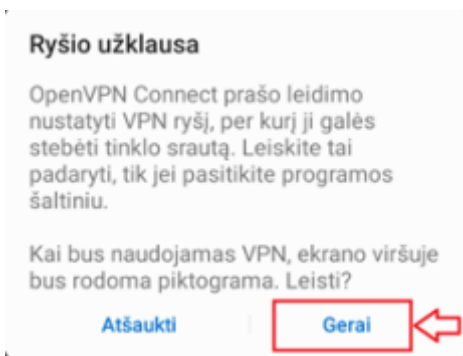 Ryšio užklausa
OpenVPN Connect prašo leidimo
nustatyti VPN ryšį, per kurį ji galės
stebėti tinklo srautą. Leiskite tai
padaryti, tik jei pasitikite programos
šaltiniu.
Kai bus naudojamas VPN, ekrano viršuje
bus rodoma piktograma. Leisti?
Atšaukti Gerai